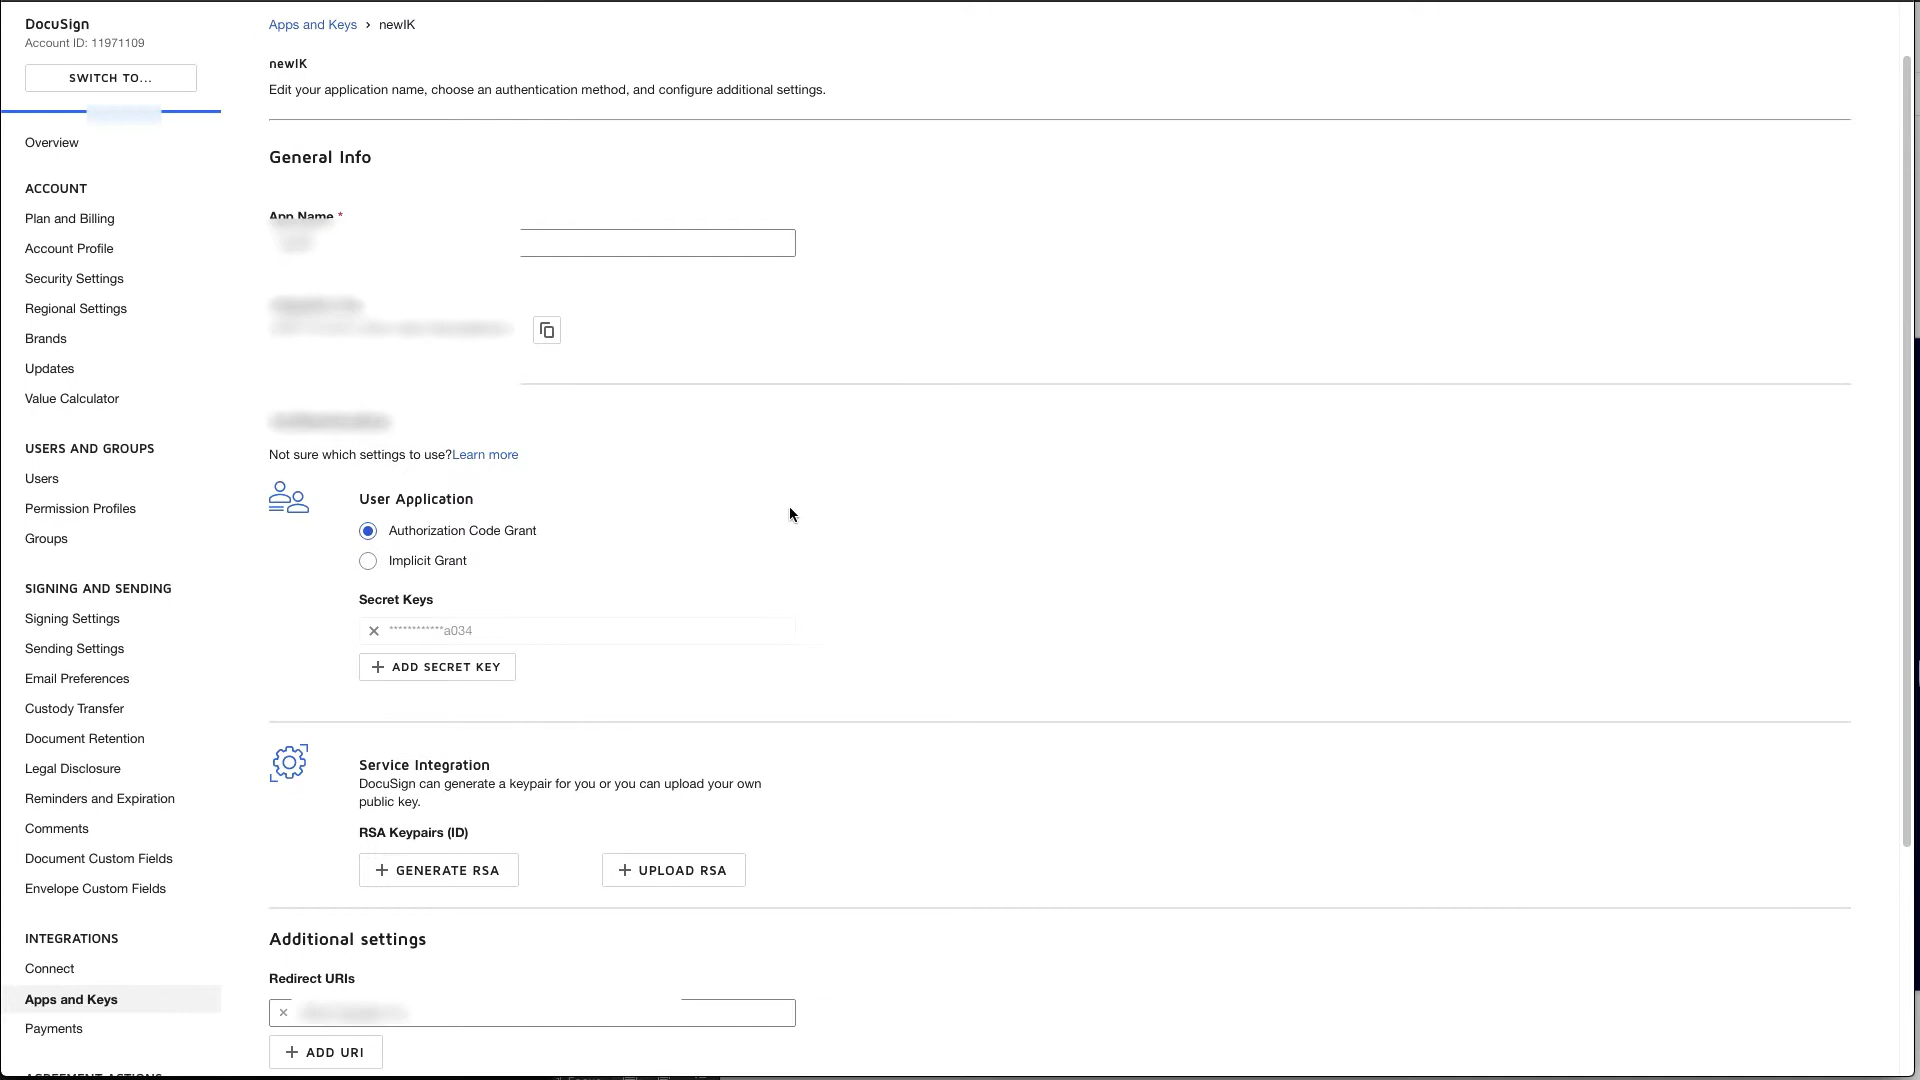 DocuSign
Account ID: 11971109
SWITCH TO...
Overview
ACCOUNT
Plan and Billing
Account Profile
Security Settings
Regional Settings
Brands
Updates
Value Calculator
USERS AND GROUPS
Users
Permission Profiles
Groups
SIGNING AND SENDING
Signing Settings
Sending Settings
Email Preferences
Custody Transfer
Document Retention
Legal Disclosure
Reminders and Expiration
Comments
Document Custom Fields
Envelope Custom Fields
INTEGRATIONS
Connect
Apps and Keys
Payments
AGREEMENT ACTIONS
Apps and Keys › newIK
newIK
Edit your application name, choose an authentication method, and configure additional settings.
General Info
App Name *
Not sure which settings to use?Learn more
User Application
Authorization Code Grant
Implicit Grant
Secret Keys
************a034
ADD SECRET KEY
Service Integration
DocuSign can generate a keypair for you or you can upload your own
public key.
RSA Keypairs (ID)
GENERATE RSA
UPLOAD RSA
Additional settings
Redirect URIs
ADD URI